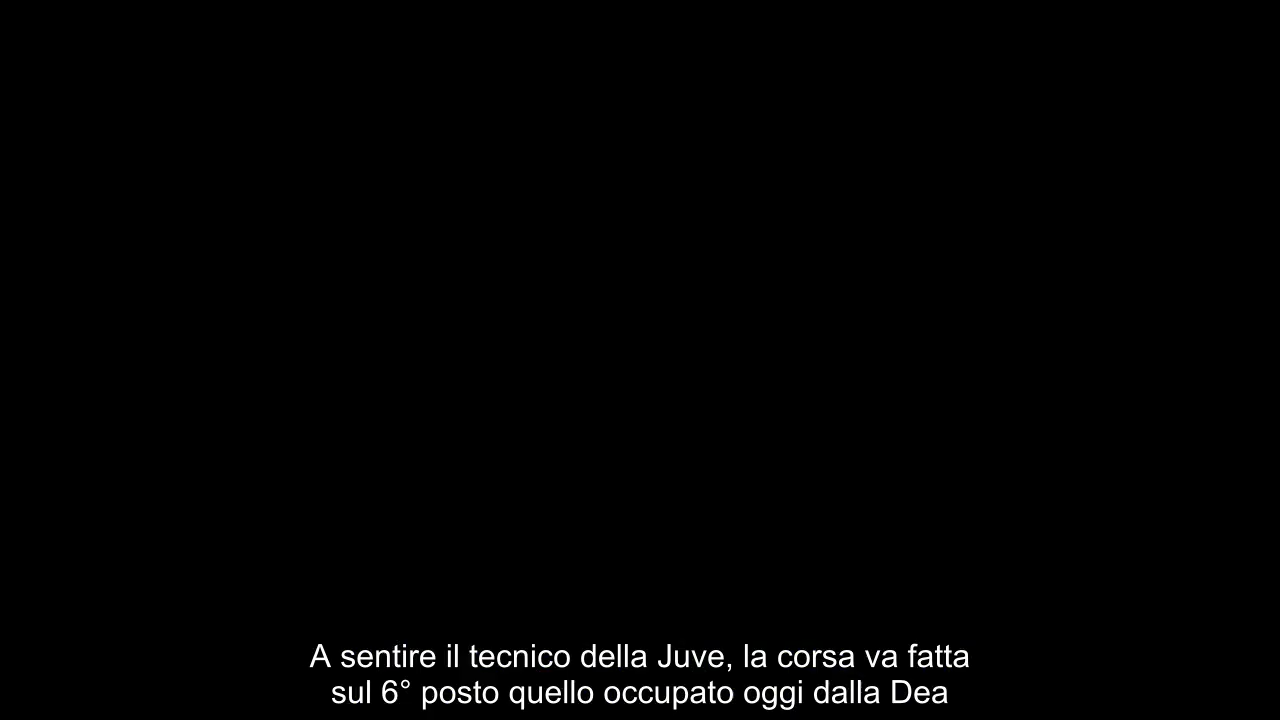 A sentire il tecnico della Juve, la corsa va fatta
sul 6° posto quello occupato oggi dalla Dea